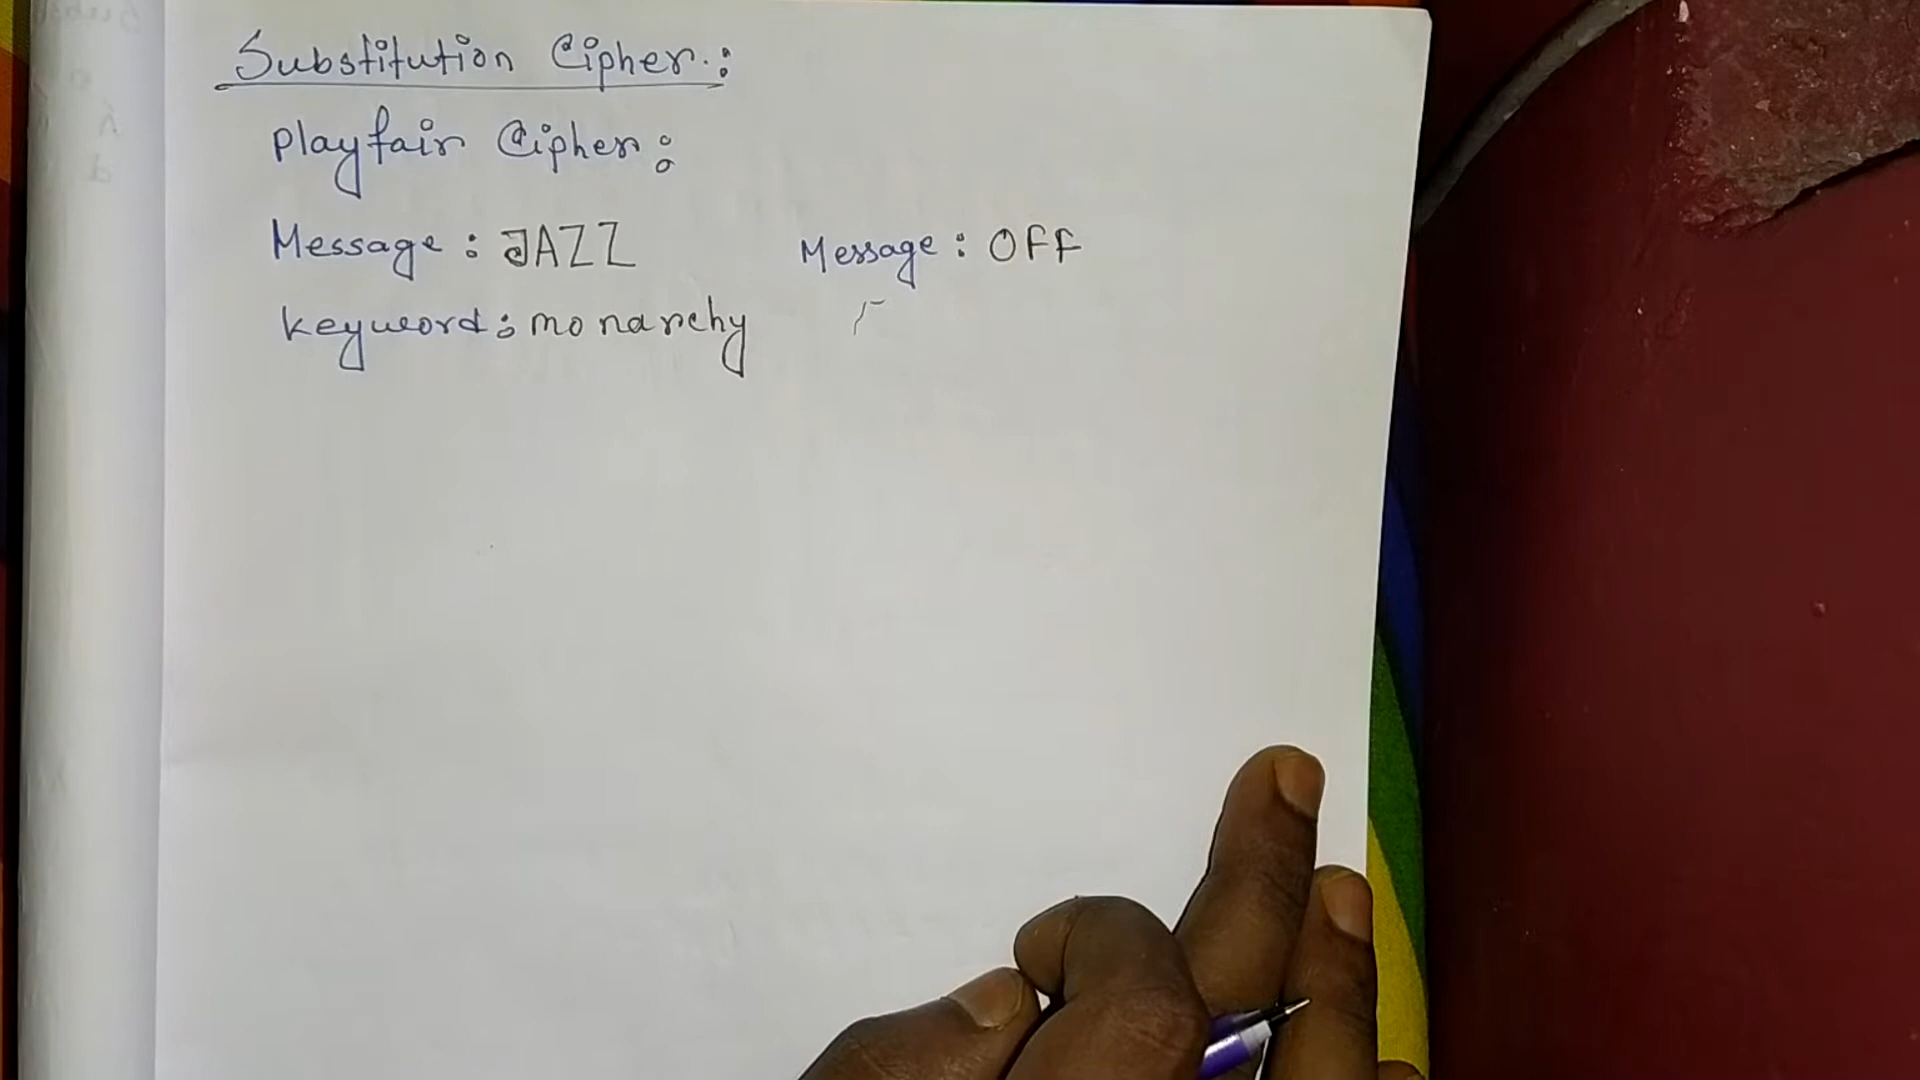 Substitution Cipher:
Playfair Cipher:
Message: JAZZ Message: OFF
keyword: monarchy